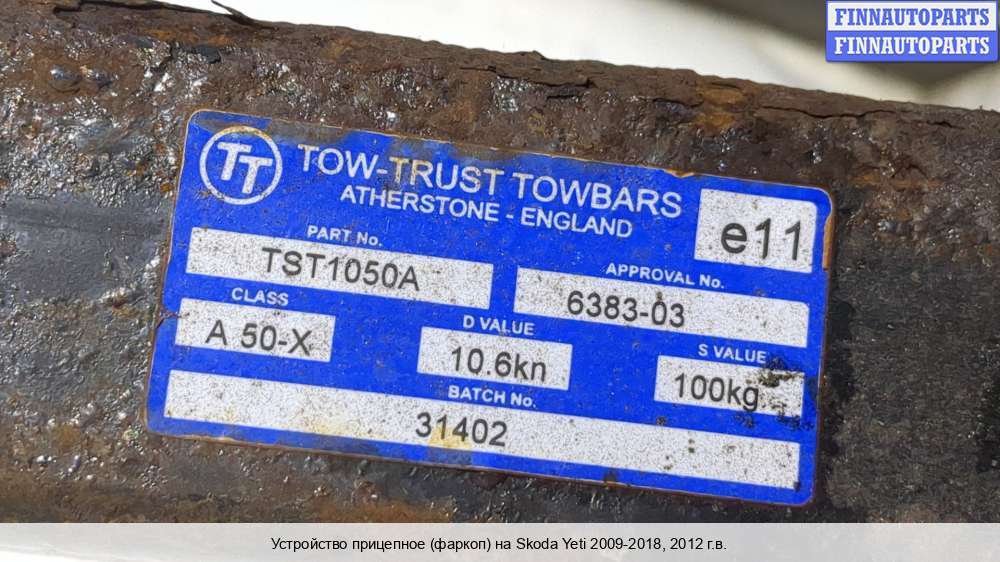 FINNAUTOPARTS
FINNAUTOPARTS
TT TOW-TRUST TOWBARS
ATHERSTONE - ENGLAND
e11
PART No.
TST1050A
APPROVAL No.
6383-03
CLASS
A 50-X
D VALUE
10.6kn
S VALUE
100kg
BATCH No.
31402
Устройство прицепное (фаркоп) на Skoda Yeti 2009-2018, 2012 г.в.